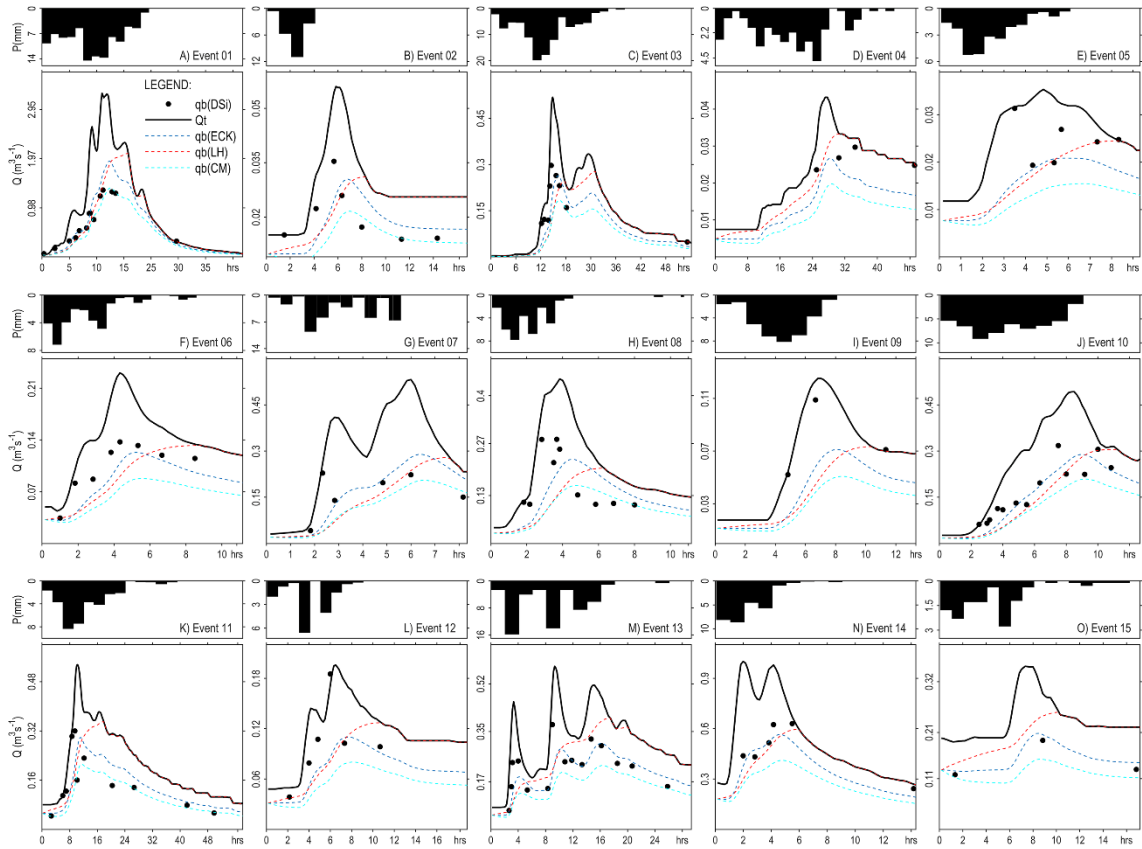 P(mm)
0
7
14
A) Event 01
0
6
12
B) Event 02
0
10
20
C) Event 03
0
2.2
4.5
D) Event 04
0
3
6
E) Event 05
Q (m³s⁻¹)
2.95
1.97
0.98
LEGEND:
qb(DSi)
Qt
qb(ECK)
qb(LH)
qb(CM)
0 5 10 15 20 25 30 35 hrs
0.05
0.035
0.02
0 2 4 6 8 10 12 14 hrs
0.45
0.3
0.15
0 6 12 18 24 30 36 42 48 hrs
0.04
0.03
0.02
0.01
0 8 16 24 32 40 hrs
0.03
0.02
0.01
0 1 2 3 4 5 6 7 8 hrs
P(mm)
0
4
8
F) Event 06
0
7
14
G) Event 07
0
4
8
H) Event 08
0
5
9
I) Event 09
0
5
10
J) Event 10
Q (m³s⁻¹)
0.21
0.14
0.07
0 2 4 6 8 10 hrs
0.45
0.3
0.15
0 1 2 3 4 5 6 7 hrs
0.4
0.27
0.13
0 2 4 6 8 10 hrs
0.11
0.07
0.03
0 2 4 6 8 10 12 hrs
0.45
0.3
0.15
0 2 4 6 8 10 hrs
P(mm)
0
4
8
K) Event 11
0
2
4
6
L) Event 12
0
8
16
M) Event 13
0
5
10
N) Event 14
0
1.5
3
O) Event 15
Q (m³s⁻¹)
0.48
0.32
0.16
0 8 16 24 32 40 48 hrs
0.18
0.12
0.06
0 2 4 6 8 10 12 14 16 hrs
0.52
0.35
0.17
0 4 8 12 16 20 24 28 hrs
0.9
0.6
0.3
0 2 4 6 8 10 12 14 hrs
0.32
0.21
0.11
0 2 4 6 8 10 12 14 16 hrs